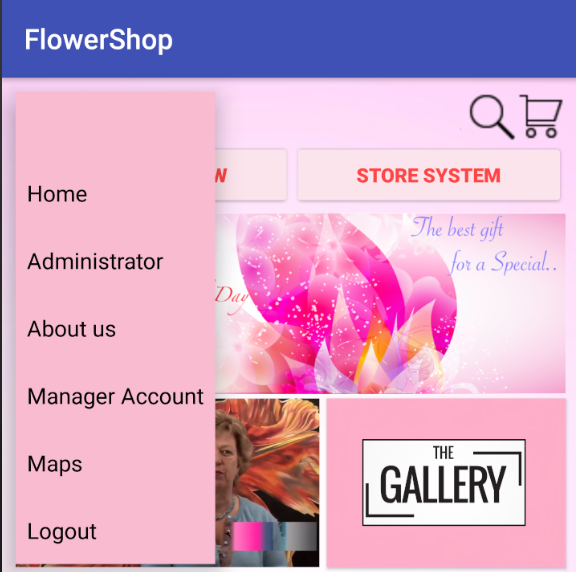 FlowerShop
STORE SYSTEM
Home
The best gift
Administrator
for a Special..
Day
About us
Manager Account
THE
GALLERY
Maps
Logout